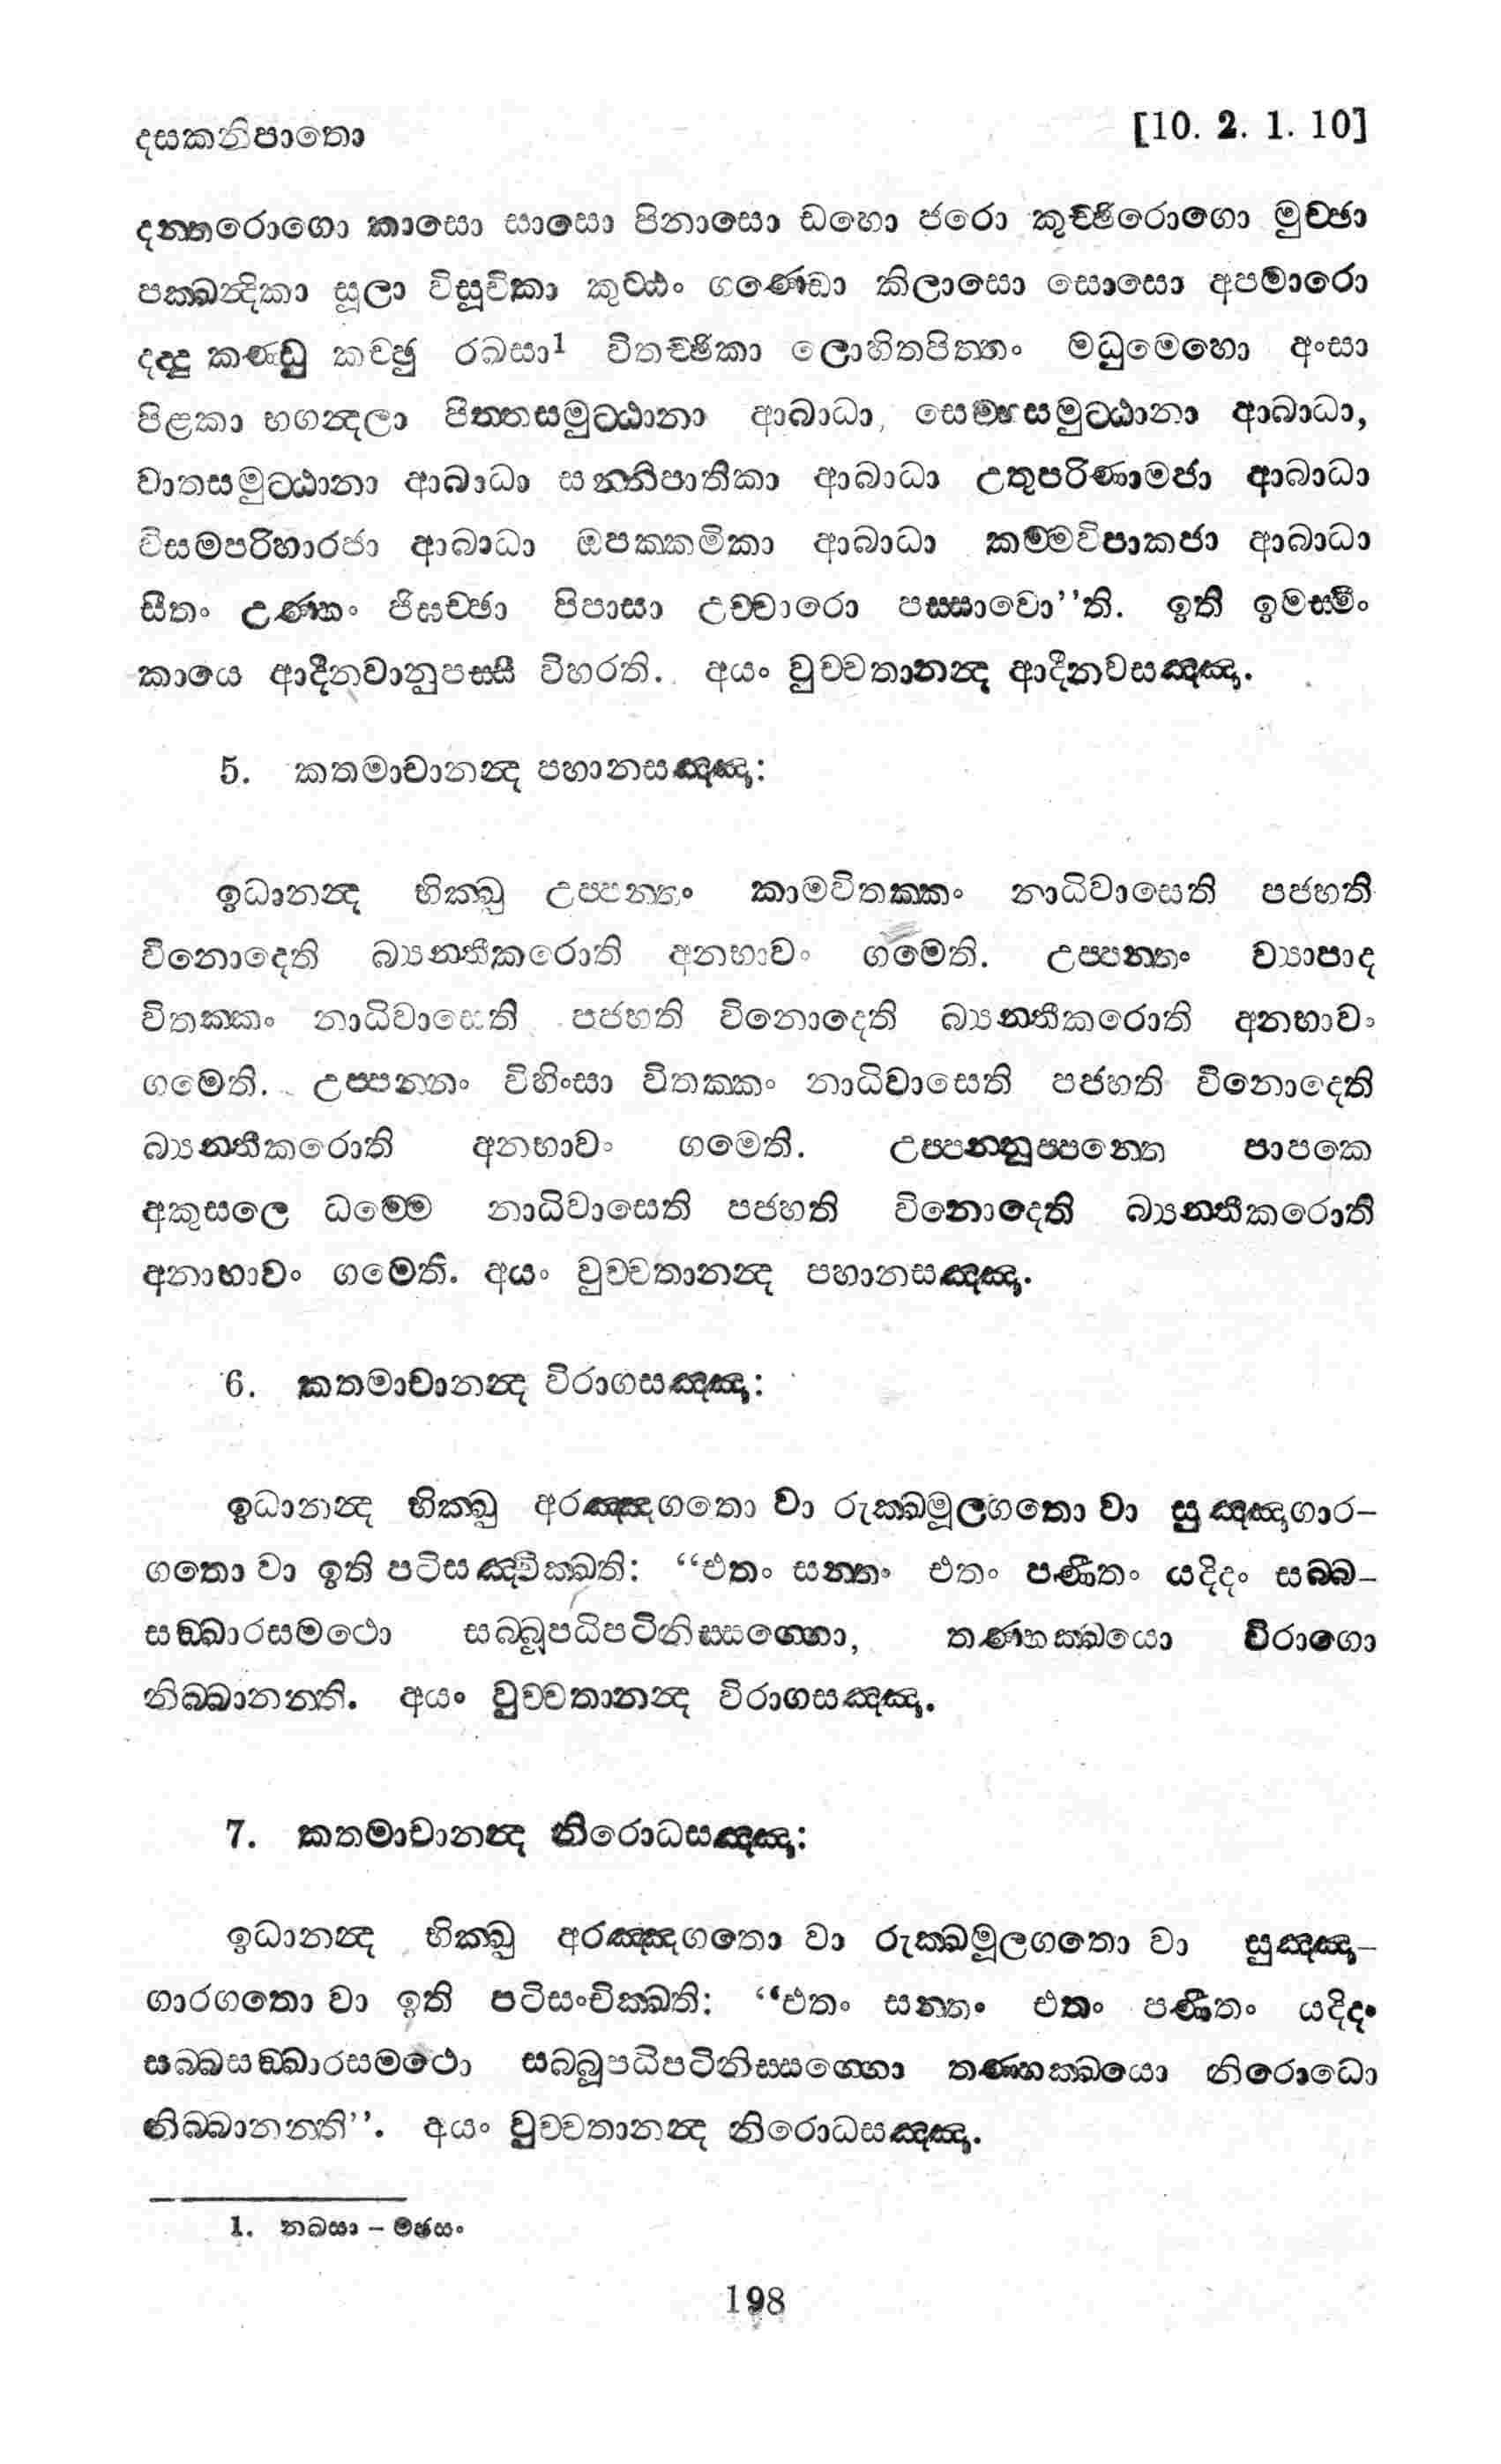 දසකනිපාතො [10. 2. 1. 10]
දන්තරොගො කාසො සාසො පිනාසො ඩහො ජරො කුච්ඡිරොගො මුච්ඡා
පක්ඛන්දිකා සූලා විසූචිකා කුට්ඨං ගණ්ඩො කිලාසො සොසො අපමාරො
දද්දු කණ්ඩු කච්ඡු රඛසා1 විතච්ඡිකා ලොහිතපිත්තං මධුමෙහො අංසා
පිළකා භගන්දලා පිත්තසමුට්ඨානා ආබාධා, සෙම්හසමුට්ඨානා ආබාධා,
වාතසමුට්ඨානා ආබාධා සන්නිපාතිකා ආබාධා උතුපරිණාමජා ආබාධා
විසමපරිහාරජා ආබාධා ඔපක්කමිකා ආබාධා කම්මවිපාකජා ආබාධා
සීතං උණ්හං ජිඝච්ඡා පිපාසා උච්චාරො පස්සාවො’’ති. ඉති ඉමස්මිං
කායෙ ආදීනවානුපස්සී විහරති. අයං වුච්චතානන්ද ආදීනවසඤ්ඤා.
5. කතමාචානන්ද පහානසඤ්ඤා:
ඉධානන්ද භික්ඛු උප්පන්නං කාමවිතක්කං නාධිවාසෙති පජහති
විනොදෙති බ්‍යන්තීකරොති අනභාවං ගමෙති. උප්පන්නං ව්‍යාපාද
විතක්කං නාධිවාසෙති පජහති විනොදෙති බ්‍යන්තීකරොති අනභාවං
ගමෙති. උප්පන්නං විහිංසා විතක්කං නාධිවාසෙති පජහති විනොදෙති
බ්‍යන්තීකරොති අනභාවං ගමෙති. උප්පන්නුප්පන්නෙ පාපකෙ
අකුසලෙ ධම්මෙ නාධිවාසෙති පජහති විනොදෙති බ්‍යන්තීකරොති
අනාභාවං ගමෙති. අයං වුච්චතානන්ද පහානසඤ්ඤා.
6. කතමාචානන්ද විරාගසඤ්ඤා:
ඉධානන්ද භික්ඛු අරඤ්ඤගතො වා රුක්ඛමූලගතො වා සුඤ්ඤාගාර-
ගතො වා ඉති පටිසඤ්චික්ඛති: ‘‘එතං සන්තං එතං පණීතං යදිදං සබ්බ-
සඞ්ඛාරසමථො සබ්බූපධිපටිනිස්සග්ගො, තණ්හක්ඛයො විරාගො
නිබ්බානන්ති. අයං වුච්චතානන්ද විරාගසඤ්ඤා.
7. කතමාචානන්ද නිරොධසඤ්ඤා:
ඉධානන්ද භික්ඛු අරඤ්ඤගතො වා රුක්ඛමූලගතො වා සුඤ්ඤා-
ගාරගතො වා ඉති පටිසංචික්ඛති: ‘‘එතං සන්තං එතං පණීතං යදිදං
සබ්බසඞ්ඛාරසමථො සබ්බූපධිපටිනිස්සග්ගො තණ්හක්ඛයො නිරොධො
නිබ්බානන්ති’’. අයං වුච්චතානන්ද නිරොධසඤ්ඤා.
1. නඛසා – මඡසං
198